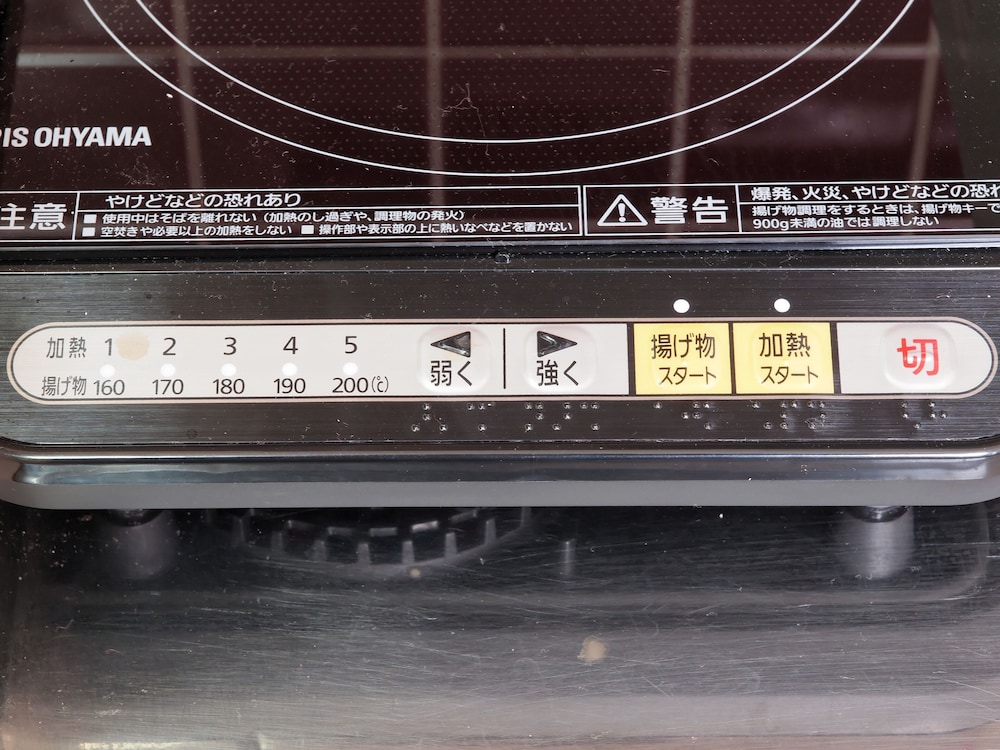 IS OHYAMA
注意
やけどなどの恐れあり
■ 使用中はそばを離れない（加熱のし過ぎや、調理物の発火）
■ 空焚きや必要以上の加熱をしない ■ 操作部や表示部の上に熱いなべなどを置かない
警告
爆発、火災、やけどなどの恐れ
揚げ物調理をするときは、揚げ物キーで
900g未満の油では調理しない
加熱 1 2 3 4 5
揚げ物 160 170 180 190 200(℃)
弱く
強く
揚げ物
スタート
加熱
スタート
切